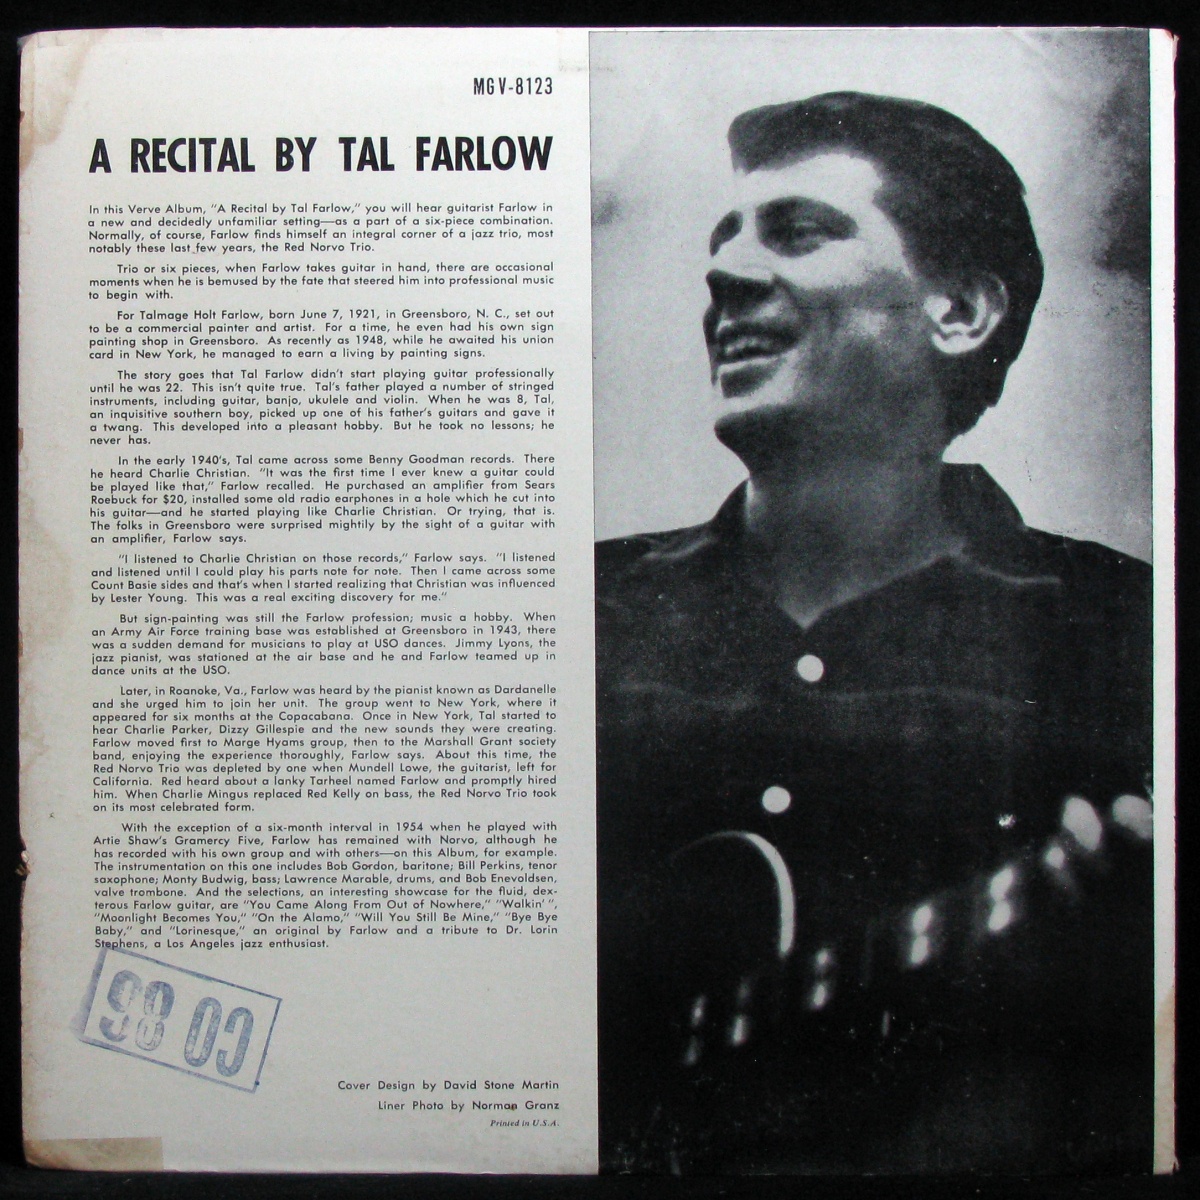 MGV-8123
A RECITAL BY TAL FARLOW
In this Verve Album, "A Recital by Tal Farlow," you will hear guitarist Farlow in
a new and decidedly unfamiliar setting—as a part of a six-piece combination.
Normally, of course, Farlow finds himself an integral corner of a jazz trio, most
notably these last few years, the Red Norvo Trio.
Trio or six pieces, when Farlow takes guitar in hand, there are occasional
moments when he is bemused by the fate that steered him into professional music
to begin with.
For Talmage Holt Farlow, born June 7, 1921, in Greensboro, N. C., set out
to be a commercial painter and artist. For a time, he even had his own sign
painting shop in Greensboro. As recently as 1948, while he awaited his union
card in New York, he managed to earn a living by painting signs.
The story goes that Tal Farlow didn't start playing guitar professionally
until he was 22. This isn't quite true. Tal's father played a number of stringed
instruments, including guitar, banjo, ukulele and violin. When he was 8, Tal,
an inquisitive southern boy, picked up one of his father's guitars and gave it
a twang. This developed into a pleasant hobby. But he took no lessons; he
never has.
In the early 1940's, Tal came across some Benny Goodman records. There
he heard Charlie Christian. "It was the first time I ever knew a guitar could
be played like that," Farlow recalled. He purchased an amplifier from Sears
Roebuck for $20, installed some old radio earphones in a hole which he cut into
his guitar—and he started playing like Charlie Christian. Or trying, that is.
The folks in Greensboro were surprised mightily by the sight of a guitar with
an amplifier, Farlow says.
"I listened to Charlie Christian on those records," Farlow says. "I listened
and listened until I could play his parts note for note. Then I came across some
Count Basie sides and that's when I started realizing that Christian was influenced
by Lester Young. This was a real exciting discovery for me."
But sign-painting was still the Farlow profession; music a hobby. When
an Army Air Force training base was established at Greensboro in 1943, there
was a sudden demand for musicians to play at USO dances. Jimmy Lyons, the
jazz pianist, was stationed at the air base and he and Farlow teamed up in
dance units at the USO.
Later, in Roanoke, Va., Farlow was heard by the pianist known as Dardanelle
and she urged him to join her unit. The group went to New York, where it
appeared for six months at the Copacabana. Once in New York, Tal started to
hear Charlie Parker, Dizzy Gillespie and the new sounds they were creating.
Farlow moved first to Marge Hyams group, then to the Marshall Grant society
band, enjoying the experience thoroughly, Farlow says. About this time, the
Red Norvo Trio was depleted by one when Mundell Lowe, the guitarist, left for
California. Red heard about a lanky Tarheel named Farlow and promptly hired
him. When Charlie Mingus replaced Red Kelly on bass, the Red Norvo Trio took
on its most celebrated form.
With the exception of a six-month interval in 1954 when he played with
Artie Shaw's Gramercy Five, Farlow has remained with Norvo, although he
has recorded with his own group and with others—on this Album, for example.
The instrumentation on this one includes Bob Gordon, baritone; Bill Perkins, tenor
saxophone; Monty Budwig, bass; Lawrence Marable, drums, and Bob Enevoldsen,
valve trombone. And the selections, an interesting showcase for the fluid, dex-
terous Farlow guitar, are "You Came Along From Out of Nowhere," "Walkin' ",
"Moonlight Becomes You," "On the Alamo," "Will You Still Be Mine," "Bye Bye
Baby," and "Lorinesque," an original by Farlow and a tribute to Dr. Lorin
Stephens, a Los Angeles jazz enthusiast.
Cover Design by David Stone Martin
Liner Photo by Norman Granz
Printed in U.S.A.